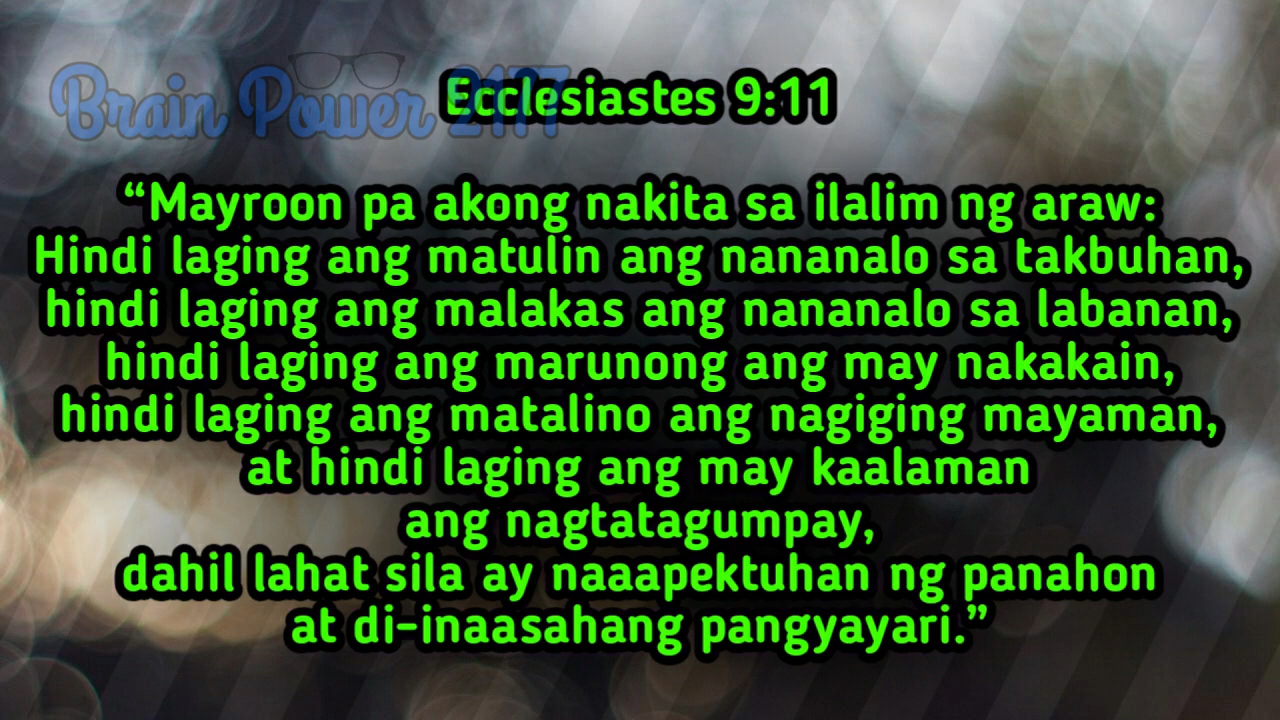 Brain Power 2177
Ecclesiastes 9:11
“Mayroon pa akong nakita sa ilalim ng araw:
Hindi laging ang matulin ang nananalo sa takbuhan,
hindi laging ang malakas ang nananalo sa labanan,
hindi laging ang marunong ang may nakakain,
hindi laging ang matalino ang nagiging mayaman,
at hindi laging ang may kaalaman
ang nagtatagumpay,
dahil lahat sila ay naaapektuhan ng panahon
at di-inaasahang pangyayari.”